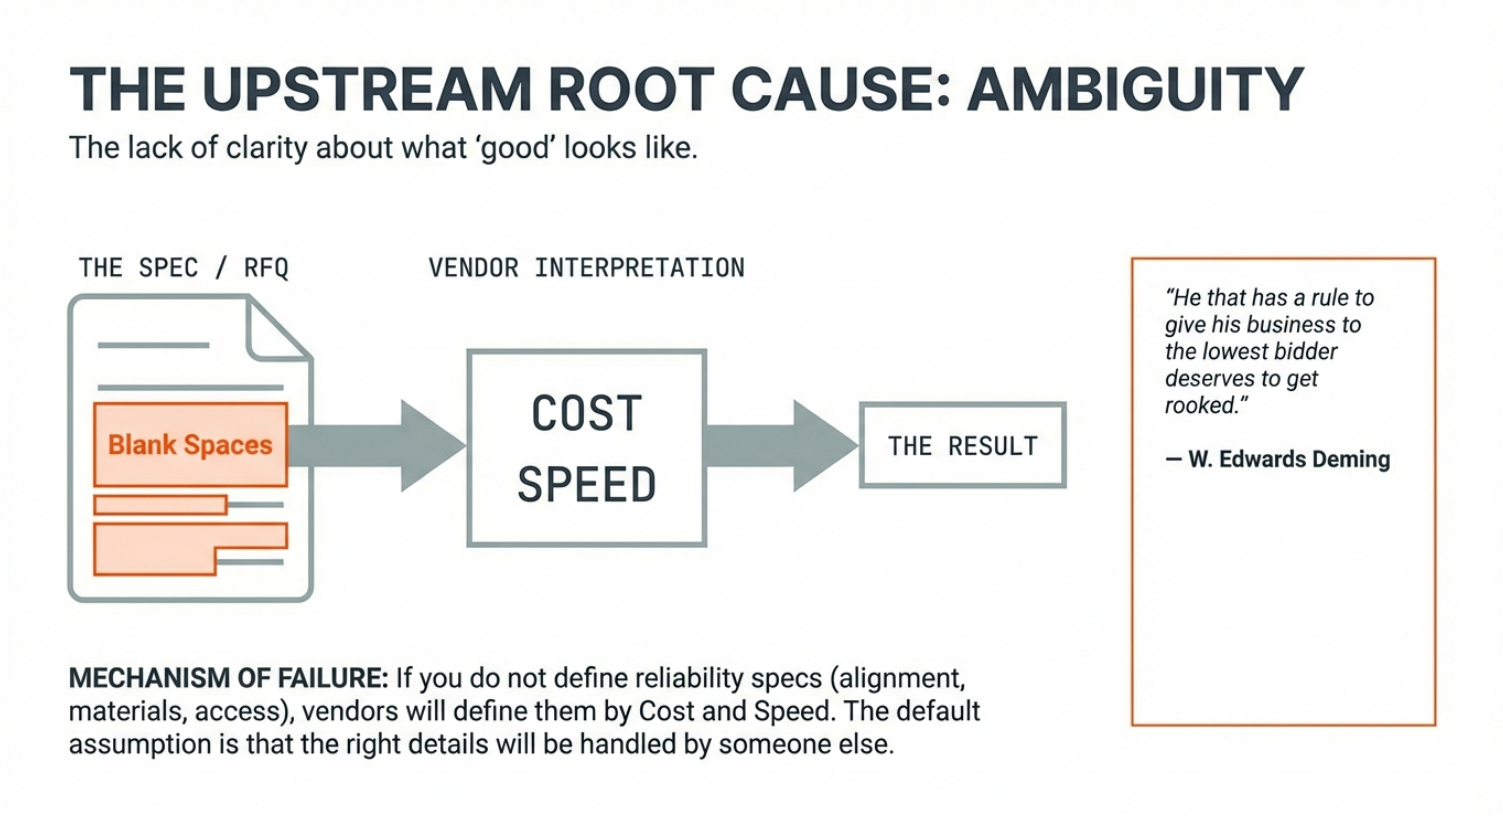 THE UPSTREAM ROOT CAUSE: AMBIGUITY
The lack of clarity about what ‘good’ looks like.
THE SPEC / RFQ
Blank Spaces
VENDOR INTERPRETATION
COST
SPEED
THE RESULT
“He that has a rule to
give his business to
the lowest bidder
deserves to get
rooked.”
— W. Edwards Deming
MECHANISM OF FAILURE: If you do not define reliability specs (alignment,
materials, access), vendors will define them by Cost and Speed. The default
assumption is that the right details will be handled by someone else.